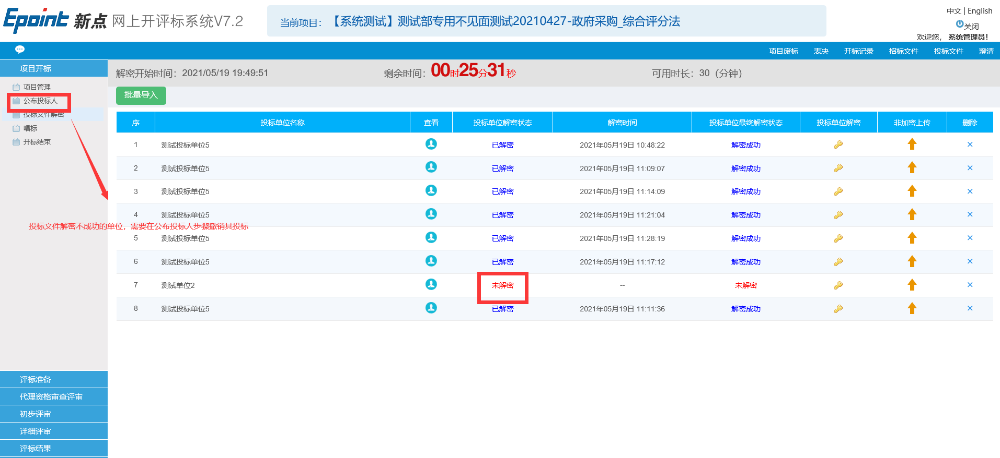 Epoint 新点 网上开评标系统V7.2
当前项目： 【系统测试】测试部专用不见面测试20210427-政府采购_综合评分法
中文 | English
关闭
欢迎您， 系统管理员！
项目废标 表决 开标记录 招标文件 投标文件 澄清
项目开标
项目管理
公布投标人
投标文件解密
唱标
开标结束
解密开始时间：2021/05/19 19:49:51 剩余时间：00时25分31秒 可用时长：30（分钟）
批量导入
序 投标单位名称 查看 投标单位解密状态 解密时间 投标单位最终解密状态 投标单位解密 非加密上传 删除
1 测试投标单位5 已解密 2021年05月19日 10:48:22 解密成功
2 测试投标单位5 已解密 2021年05月19日 11:09:07 解密成功
3 测试投标单位5 已解密 2021年05月19日 11:14:09 解密成功
4 测试投标单位5 已解密 2021年05月19日 11:21:04 解密成功
投标文件解密不成功的单位，需要在公布投标人步骤撤销其投标
5 测试投标单位5 已解密 2021年05月19日 11:28:19 解密成功
6 测试投标单位5 已解密 2021年05月19日 11:17:12 解密成功
7 测试单位2 未解密 -- 未解密
8 测试投标单位5 已解密 2021年05月19日 11:11:36 解密成功
评标准备
代理资格审查评审
初步评审
详细评审
评标结果